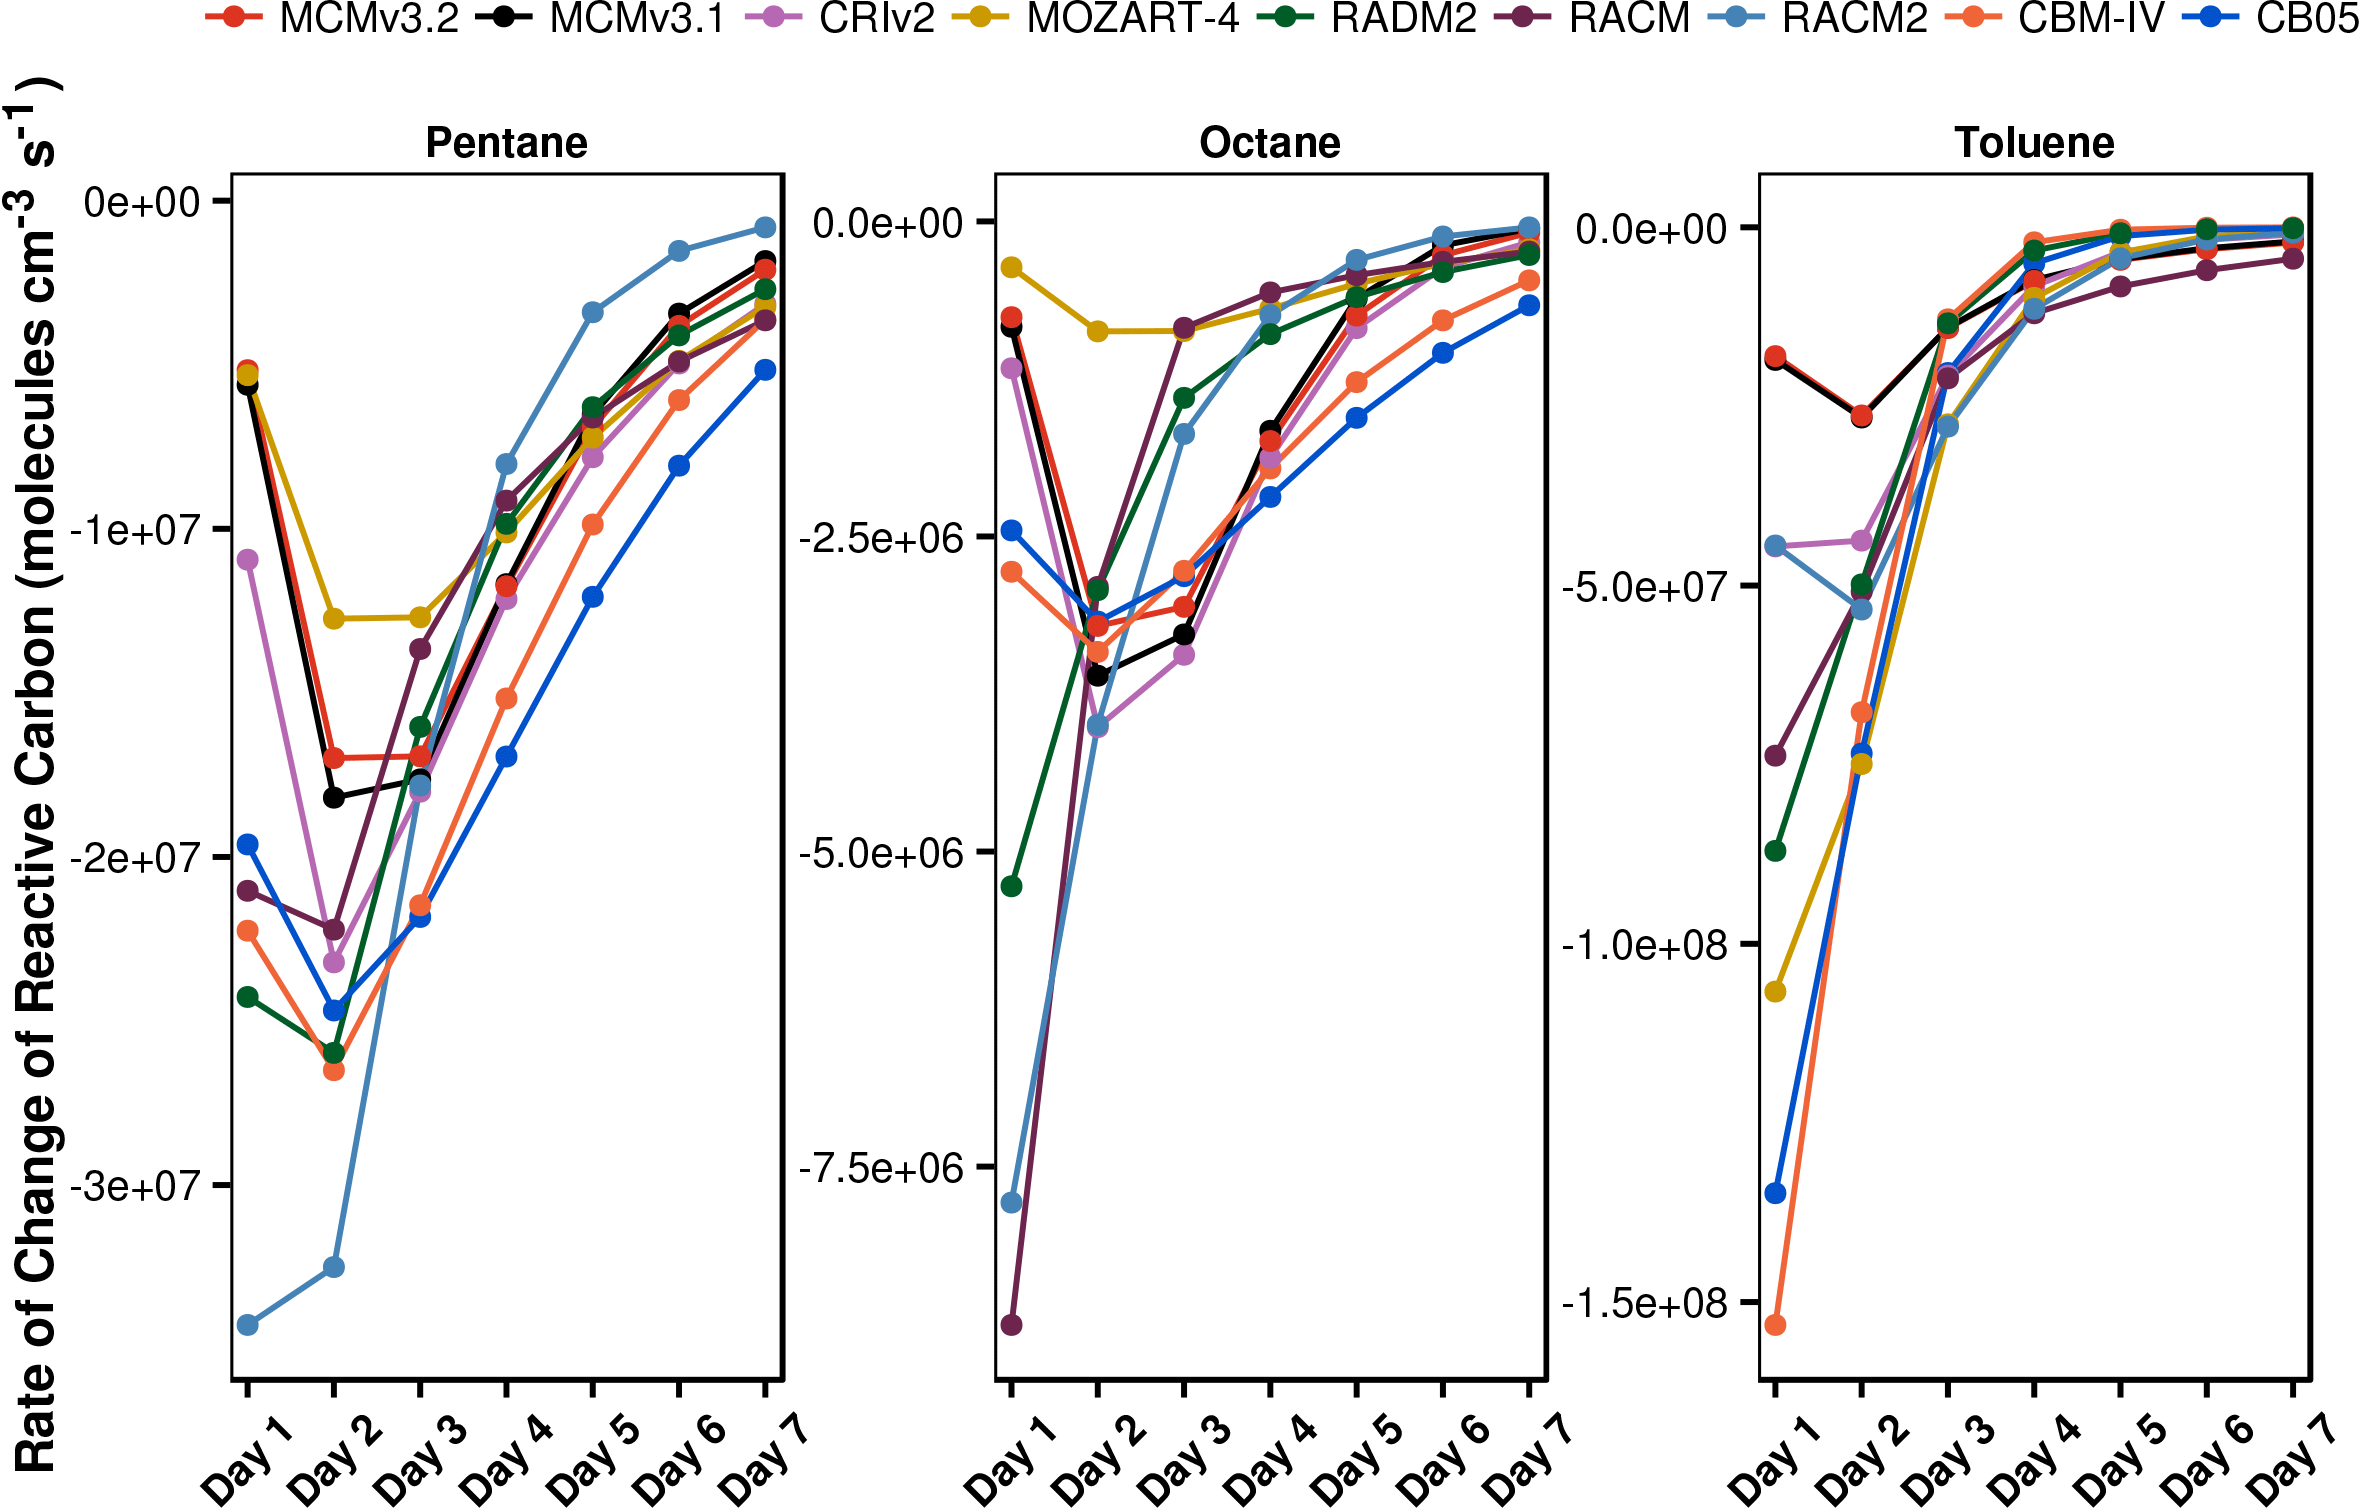 MCMv3.2 MCMv3.1 CRIv2 MOZART-4 RADM2 RACM RACM2 CBM-IV CB05
Rate of Change of Reactive Carbon (molecules cm-3 s-1)
Pentane
0e+00
-1e+07
-2e+07
-3e+07
Day 1 Day 2 Day 3 Day 4 Day 5 Day 6 Day 7
Octane
0.0e+00
-2.5e+06
-5.0e+06
-7.5e+06
Day 1 Day 2 Day 3 Day 4 Day 5 Day 6 Day 7
Toluene
0.0e+00
-5.0e+07
-1.0e+08
-1.5e+08
Day 1 Day 2 Day 3 Day 4 Day 5 Day 6 Day 7